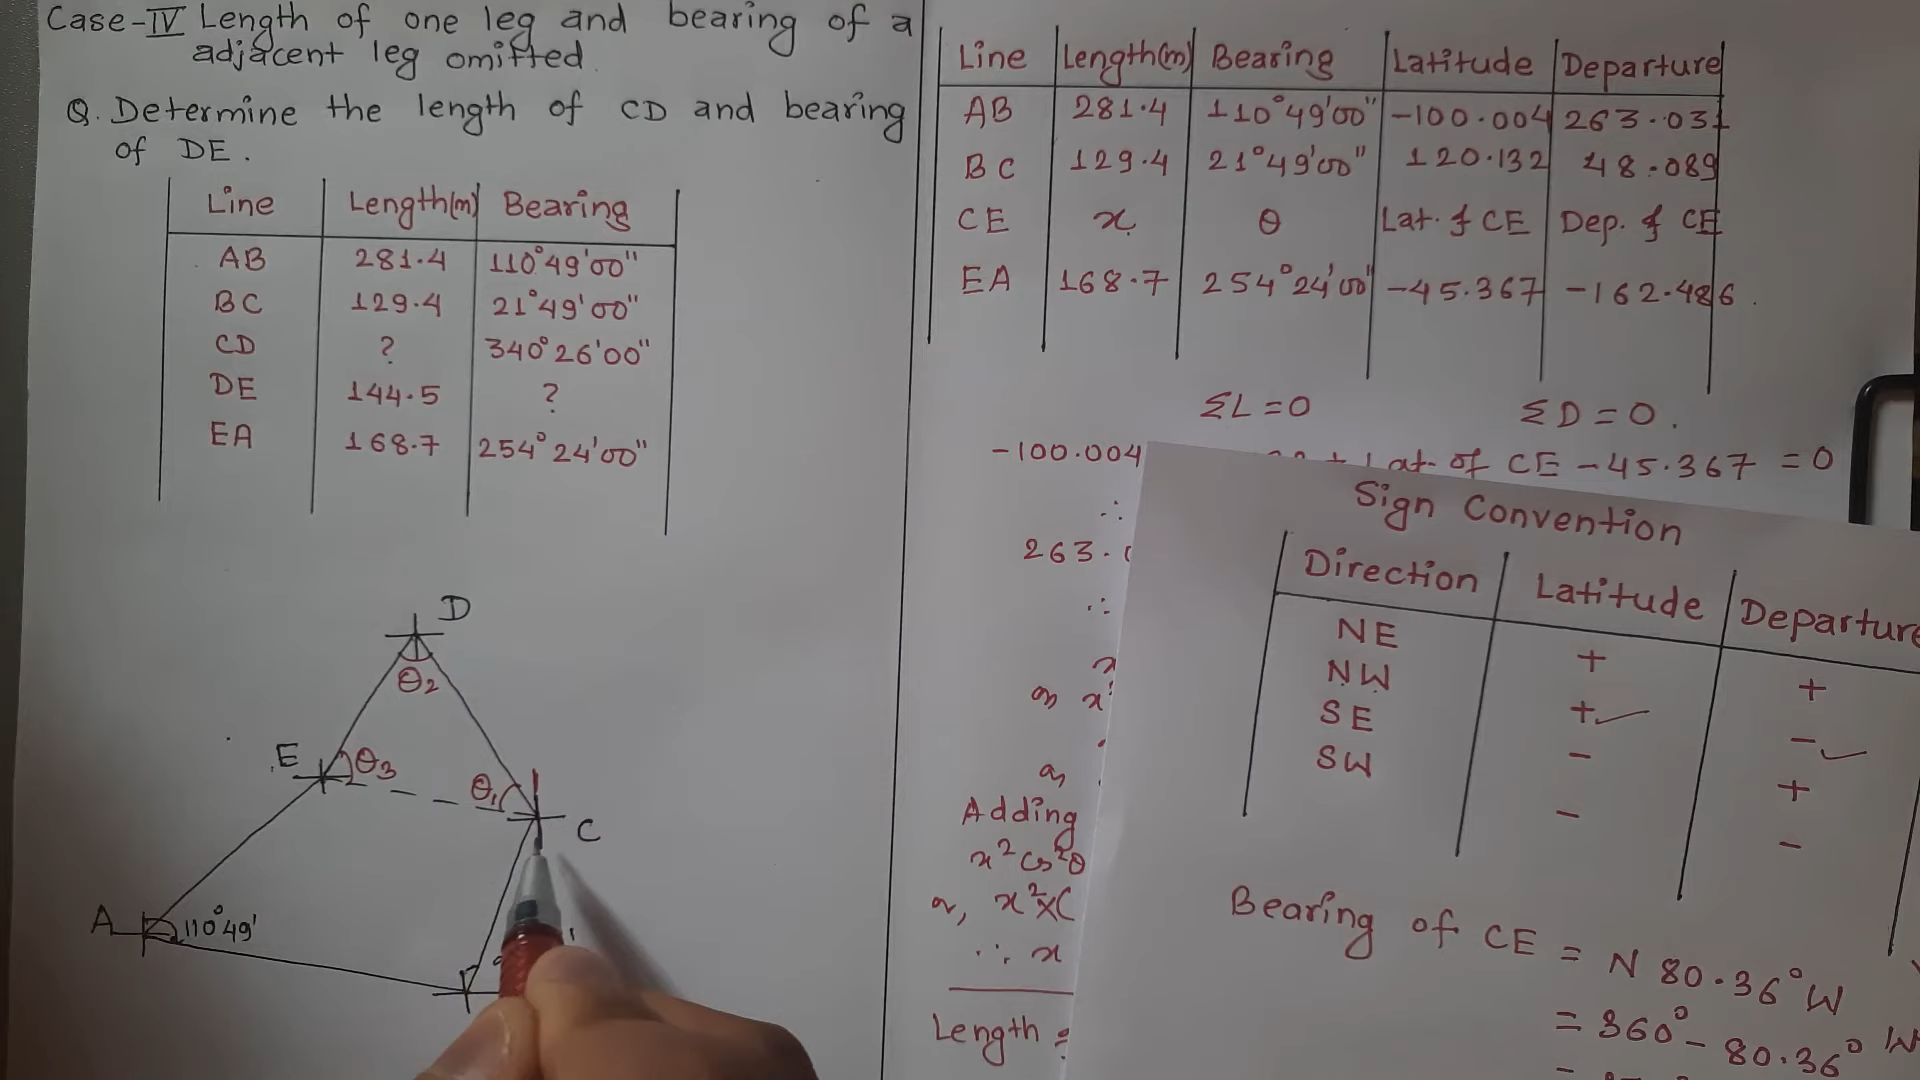 Case-IV Length of one leg and bearing of a
adjacent leg omitted.
Q. Determine the length of CD and bearing
of DE.
Line Length(m) Bearing
AB 281.4 110°49'00"
BC 129.4 21°49'00"
CD ? 340°26'00"
DE 144.5 ?
EA 168.7 254°24'00"
D
θ2
E θ3
θ1
C
A 110°49'
Line Length(m) Bearing Latitude Departure
AB 281.4 110°49'00" -100.004 263.031
BC 129.4 21°49'00" 120.132 48.089
CE x θ Lat. of CE Dep. of CE
EA 168.7 254°24'00" -45.367 -162.486
ΣL=0 ΣD=0.
-100.004 + Lat. of CE -45.367 = 0
∴
263.
∴
x
or x
or
Adding
x² cos²θ
or, x²×(
∴ x
Length =
Sign Convention
Direction Latitude Departure
NE + +
NW + ✓ - ✓
SE - +
SW - -
Bearing of CE = N 80.36° W
= 360° - 80.36° W
=